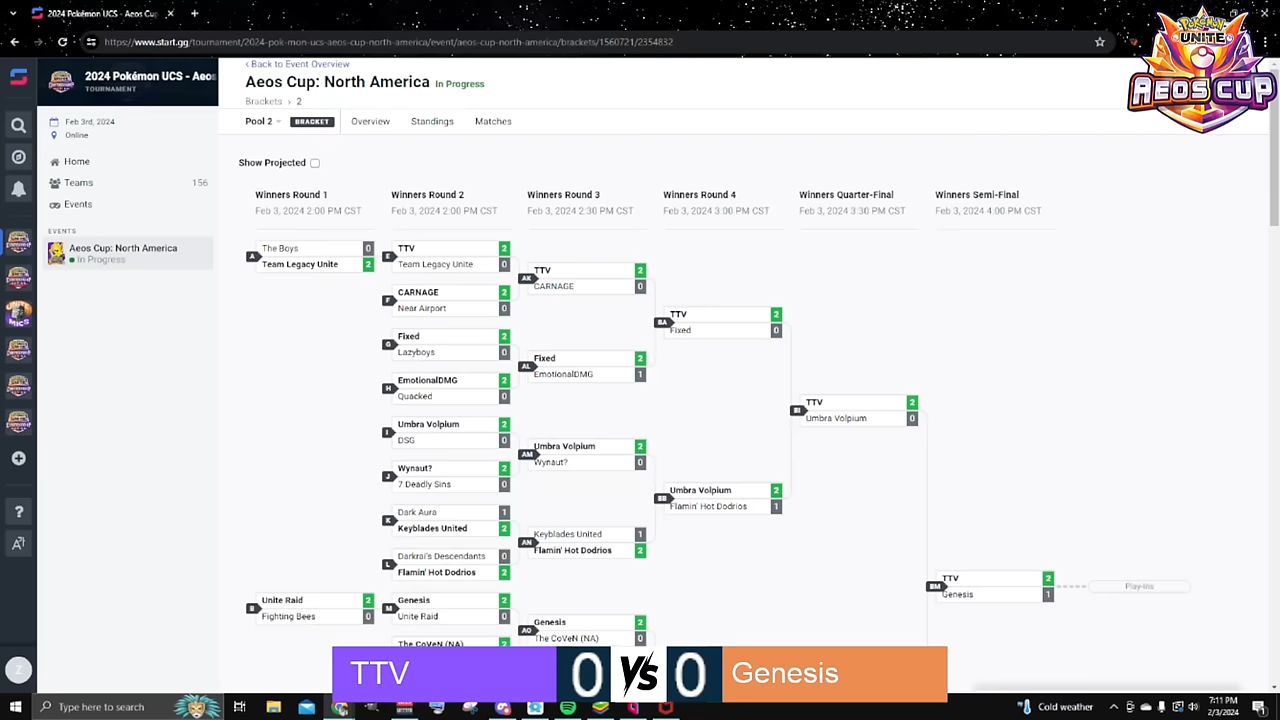 2024 Pokémon UCS - Aeos Cup
https://www.start.gg/tournament/2024-pok-mon-ucs-aeos-cup-north-america/event/aeos-cup-north-america/brackets/1560721/2354832
POKÉMON
UNITE
AEOS CUP
2024 Pokémon UCS - Aeos
TOURNAMENT
Feb 3rd, 2024
Online
Home
Teams 156
Events
EVENTS
Aeos Cup: North America
In Progress
‹ Back to Event Overview
Aeos Cup: North America In Progress
Brackets › 2
Pool 2 BRACKET Overview Standings Matches
Show Projected
Winners Round 1
Feb 3, 2024 2:00 PM CST
A
The Boys 0
Team Legacy Unite 2
B
Unite Raid 2
Fighting Bees 0
Winners Round 2
Feb 3, 2024 2:00 PM CST
E
TTV 2
Team Legacy Unite 0
F
CARNAGE 2
Near Airport 0
G
Fixed 2
Lazyboys 0
H
EmotionalDMG 2
Quacked 0
I
Umbra Volpium 2
DSG 0
J
Wynaut? 2
7 Deadly Sins 0
K
Dark Aura 1
Keyblades United 2
L
Darkrai's Descendants 0
Flamin' Hot Dodrios 2
M
Genesis 2
Unite Raid 0
The CoVeN (NA) 2
Winners Round 3
Feb 3, 2024 2:30 PM CST
AK
TTV 2
CARNAGE 0
AL
Fixed 2
EmotionalDMG 1
AM
Umbra Volpium 2
Wynaut? 0
AN
Keyblades United 1
Flamin' Hot Dodrios 2
AO
Genesis 2
The CoVeN (NA) 0
Winners Round 4
Feb 3, 2024 3:00 PM CST
BA
TTV 2
Fixed 0
BB
Umbra Volpium 2
Flamin' Hot Dodrios 1
Winners Quarter-Final
Feb 3, 2024 3:30 PM CST
BI
TTV 2
Umbra Volpium 0
Winners Semi-Final
Feb 3, 2024 4:00 PM CST
BM
TTV 2
Genesis 1
Play-Ins
TTV 0 VS 0 Genesis
Z
Type here to search
Cold weather
7:11 PM
2/3/2024